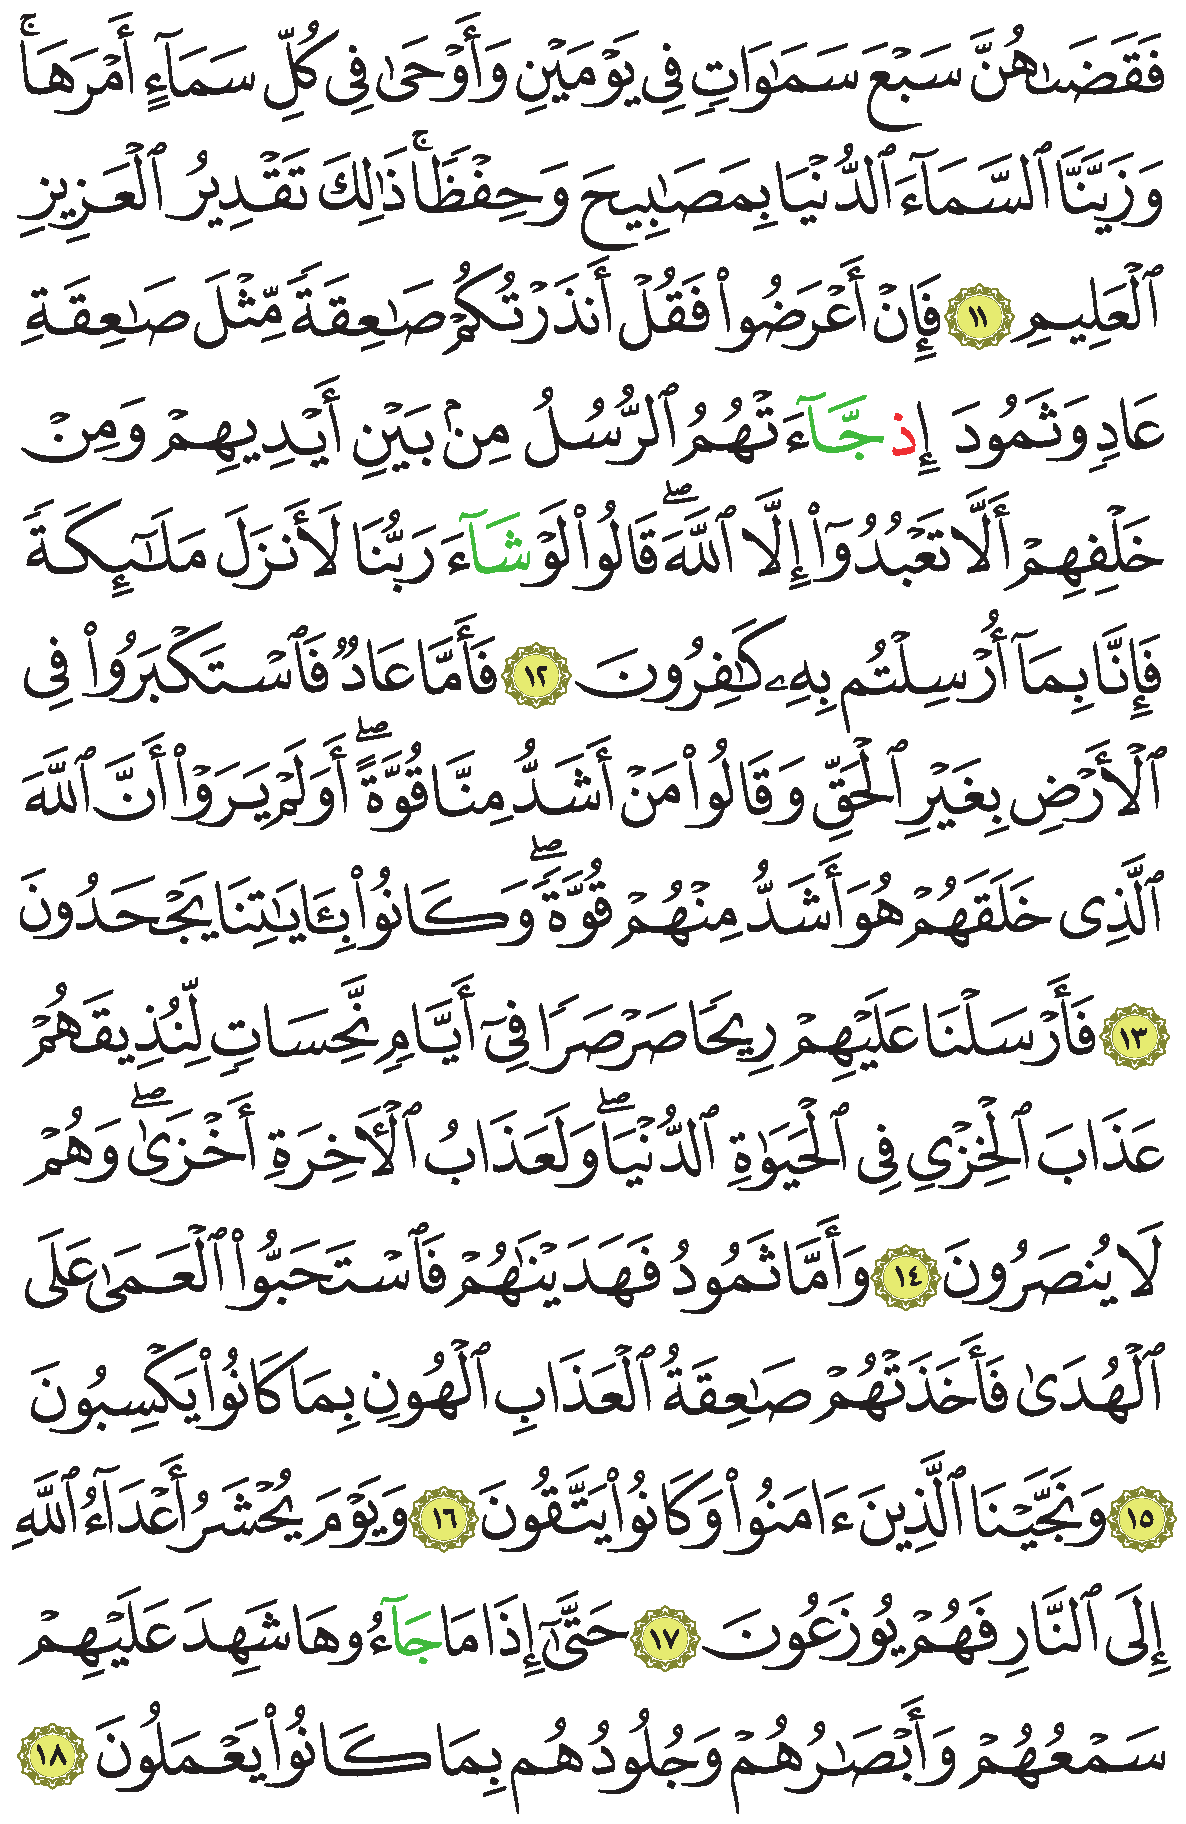 فَقَضَىٰهُنَّ سَبْعَ سَمَٰوَاتٍ فِى يَوْمَيْنِ وَأَوْحَىٰ فِى كُلِّ سَمَآءٍ أَمْرَهَا ۚ
وَزَيَّنَّا ٱلسَّمَآءَ ٱلدُّنْيَا بِمَصَٰبِيحَ وَحِفْظًا ۚ ذَٰلِكَ تَقْدِيرُ ٱلْعَزِيزِ
ٱلْعَلِيمِ ١١ فَإِنْ أَعْرَضُوا۟ فَقُلْ أَنذَرْتُكُمْ صَٰعِقَةً مِّثْلَ صَٰعِقَةِ
عَادٍ وَثَمُودَ إِذ جَّآءَتْهُمُ ٱلرُّسُلُ مِنۢ بَيْنِ أَيْدِيهِمْ وَمِنْ
خَلْفِهِمْ أَلَّا تَعْبُدُوٓا۟ إِلَّا ٱللَّهَ ۖ قَالُوا۟ لَوْ شَآءَ رَبُّنَا لَأَنزَلَ مَلَٰٓئِكَةً
فَإِنَّا بِمَآ أُرْسِلْتُم بِهِۦ كَٰفِرُونَ ١٢ فَأَمَّا عَادٌ فَٱسْتَكْبَرُوا۟ فِى
ٱلْأَرْضِ بِغَيْرِ ٱلْحَقِّ وَقَالُوا۟ مَنْ أَشَدُّ مِنَّا قُوَّةً ۖ أَوَلَمْ يَرَوْا۟ أَنَّ ٱللَّهَ
ٱلَّذِى خَلَقَهُمْ هُوَ أَشَدُّ مِنْهُمْ قُوَّةً ۖ وَكَانُوا۟ بِـَٔايَٰتِنَا يَجْحَدُونَ
١٣ فَأَرْسَلْنَا عَلَيْهِمْ رِيحًا صَرْصَرًا فِىٓ أَيَّامٍ نَّحِسَاتٍ لِّنُذِيقَهُمْ
عَذَابَ ٱلْخِزْىِ فِى ٱلْحَيَوٰةِ ٱلدُّنْيَا ۖ وَلَعَذَابُ ٱلْأَخِرَةِ أَخْزَىٰ ۖ وَهُمْ
لَا يُنصَرُونَ ١٤ وَأَمَّا ثَمُودُ فَهَدَيْنَٰهُمْ فَٱسْتَحَبُّوا۟ ٱلْعَمَىٰ عَلَى
ٱلْهُدَىٰ فَأَخَذَتْهُمْ صَٰعِقَةُ ٱلْعَذَابِ ٱلْهُونِ بِمَا كَانُوا۟ يَكْسِبُونَ
١٥ وَنَجَّيْنَا ٱلَّذِينَ ءَامَنُوا۟ وَكَانُوا۟ يَتَّقُونَ ١٦ وَيَوْمَ يُحْشَرُ أَعْدَآءُ ٱللَّهِ
إِلَى ٱلنَّارِ فَهُمْ يُوزَعُونَ ١٧ حَتَّىٰٓ إِذَا مَا جَآءُوهَا شَهِدَ عَلَيْهِمْ
سَمْعُهُمْ وَأَبْصَٰرُهُمْ وَجُلُودُهُم بِمَا كَانُوا۟ يَعْمَلُونَ ١٨